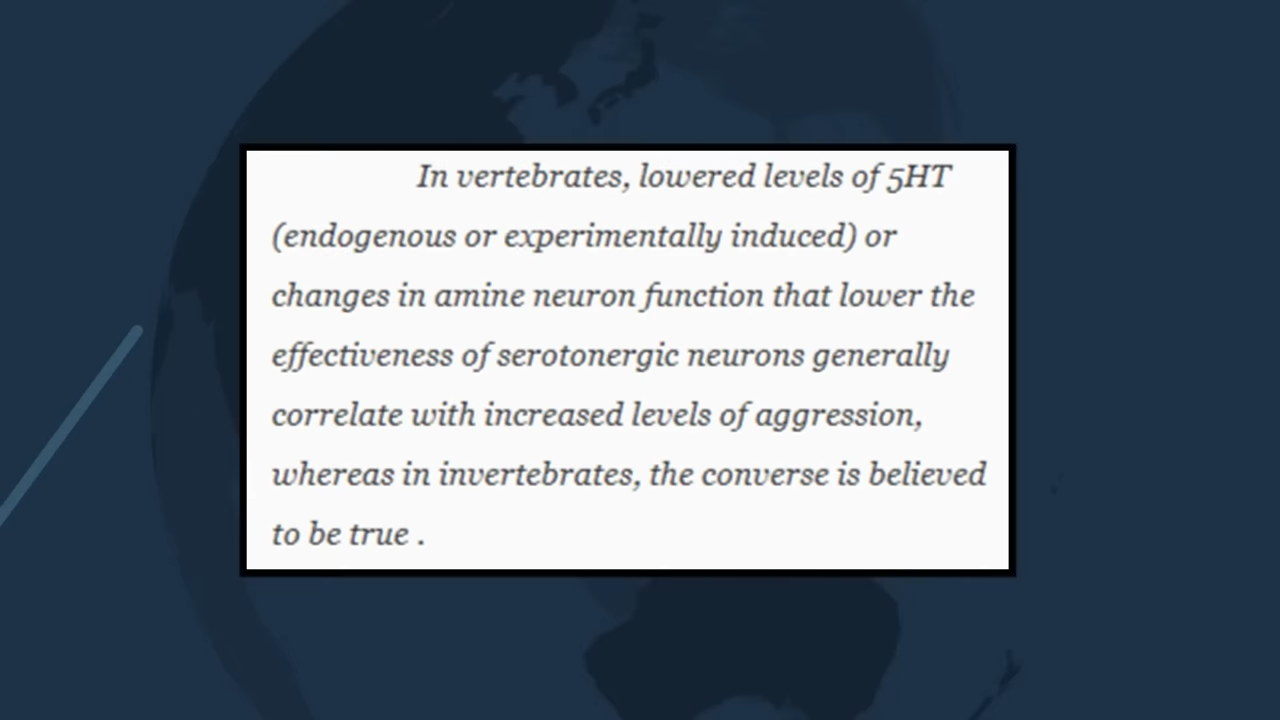 In vertebrates, lowered levels of 5HT
(endogenous or experimentally induced) or
changes in amine neuron function that lower the
effectiveness of serotonergic neurons generally
correlate with increased levels of aggression,
whereas in invertebrates, the converse is believed
to be true .